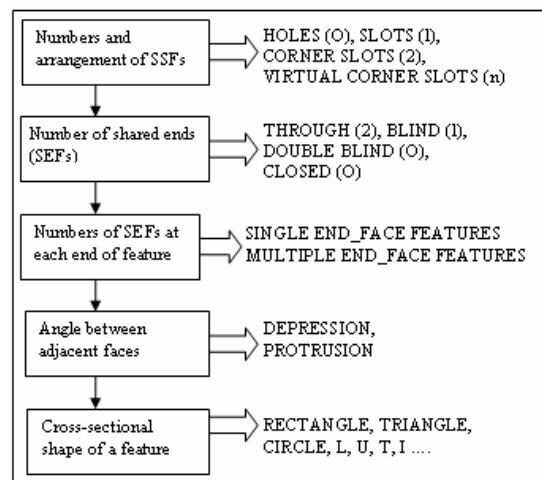 Numbers and
arrangement of SSFs
HOLES (O), SLOTS (1),
CORNER SLOTS (2),
VIRTUAL CORNER SLOTS (n)
Number of shared ends
(SEFs)
THROUGH (2), BLIND (1),
DOUBLE BLIND (O),
CLOSED (O)
Numbers of SEFs at
each end of feature
SINGLE END_FACE FEATURES
MULTIPLE END_FACE FEATURES
Angle between
adjacent faces
DEPRESSION,
PROTRUSION
Cross-sectional
shape of a feature
RECTANGLE, TRIANGLE,
CIRCLE, L, U, T, I ....